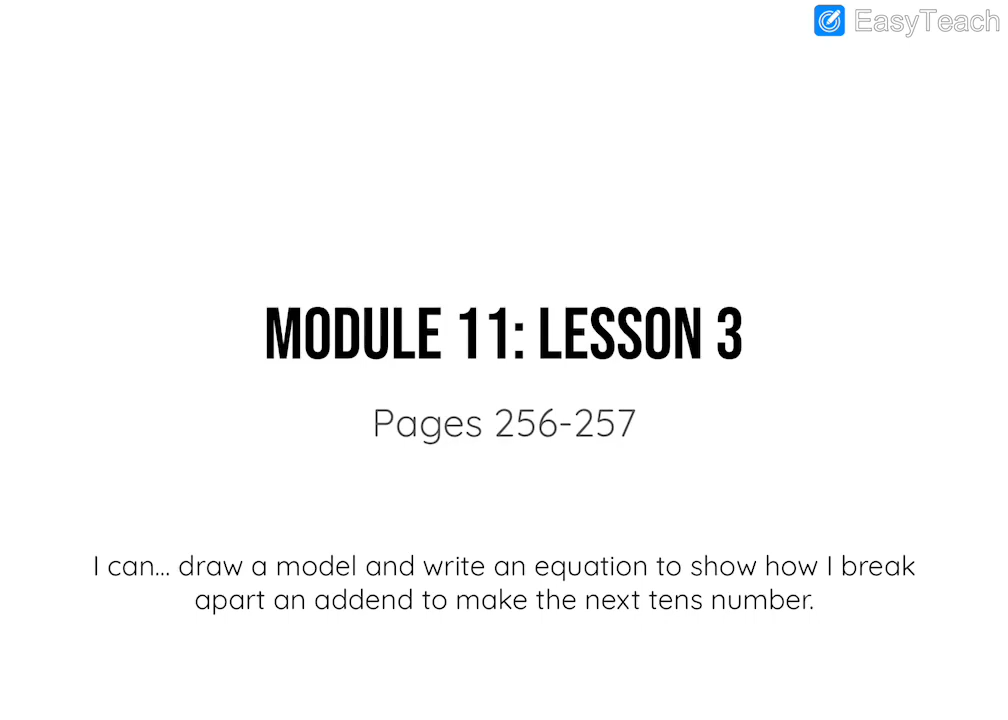 EasyTeach
MODULE 11: LESSON 3
Pages 256-257
I can... draw a model and write an equation to show how I break
apart an addend to make the next tens number.